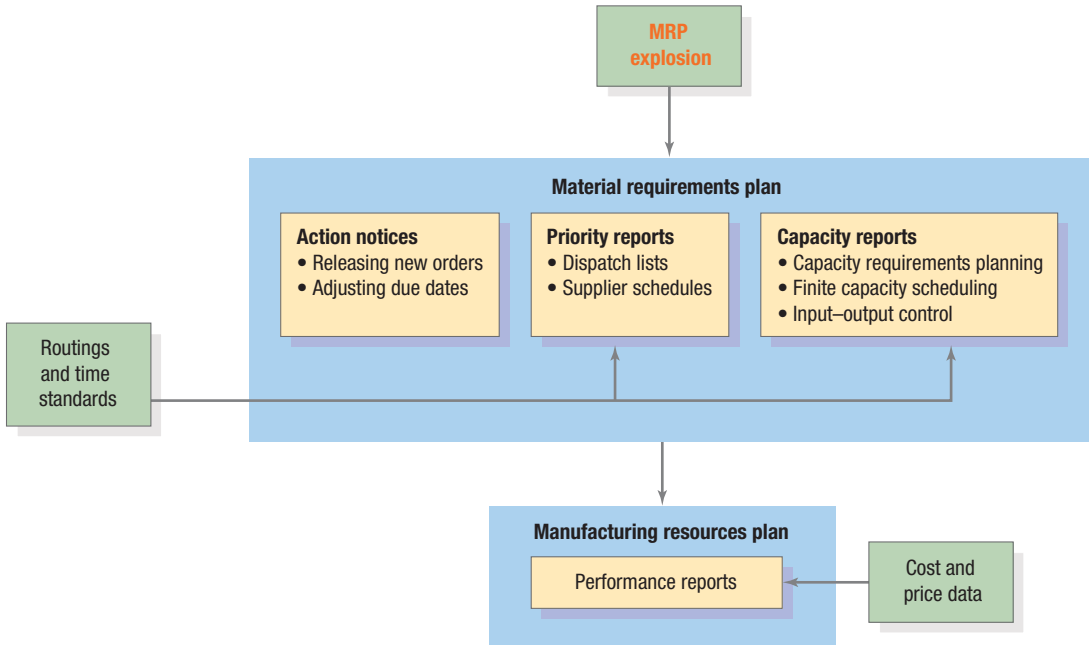 MRP
explosion
Material requirements plan
Action notices
• Releasing new orders
• Adjusting due dates
Priority reports
• Dispatch lists
• Supplier schedules
Capacity reports
• Capacity requirements planning
• Finite capacity scheduling
• Input–output control
Routings
and time
standards
Manufacturing resources plan
Performance reports
Cost and
price data